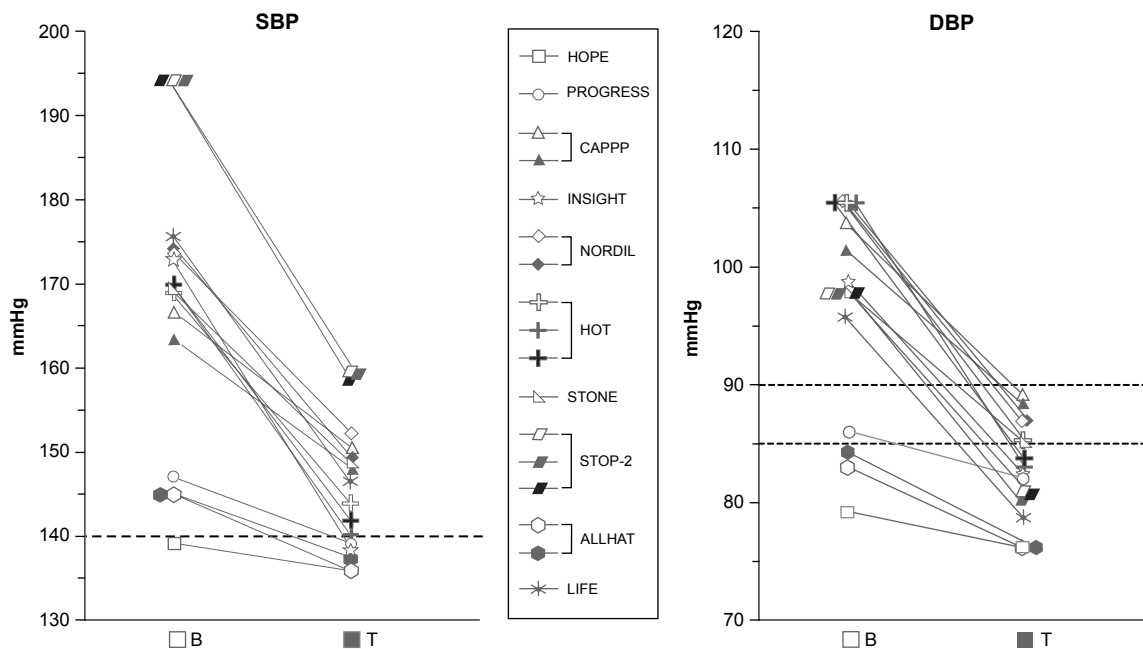 SBP
200
190
180
170
160
150
140
130
mmHg
B
T
HOPE
PROGRESS
CAPPP
INSIGHT
NORDIL
HOT
STONE
STOP-2
ALLHAT
LIFE
DBP
120
110
100
90
80
70
mmHg
B
T